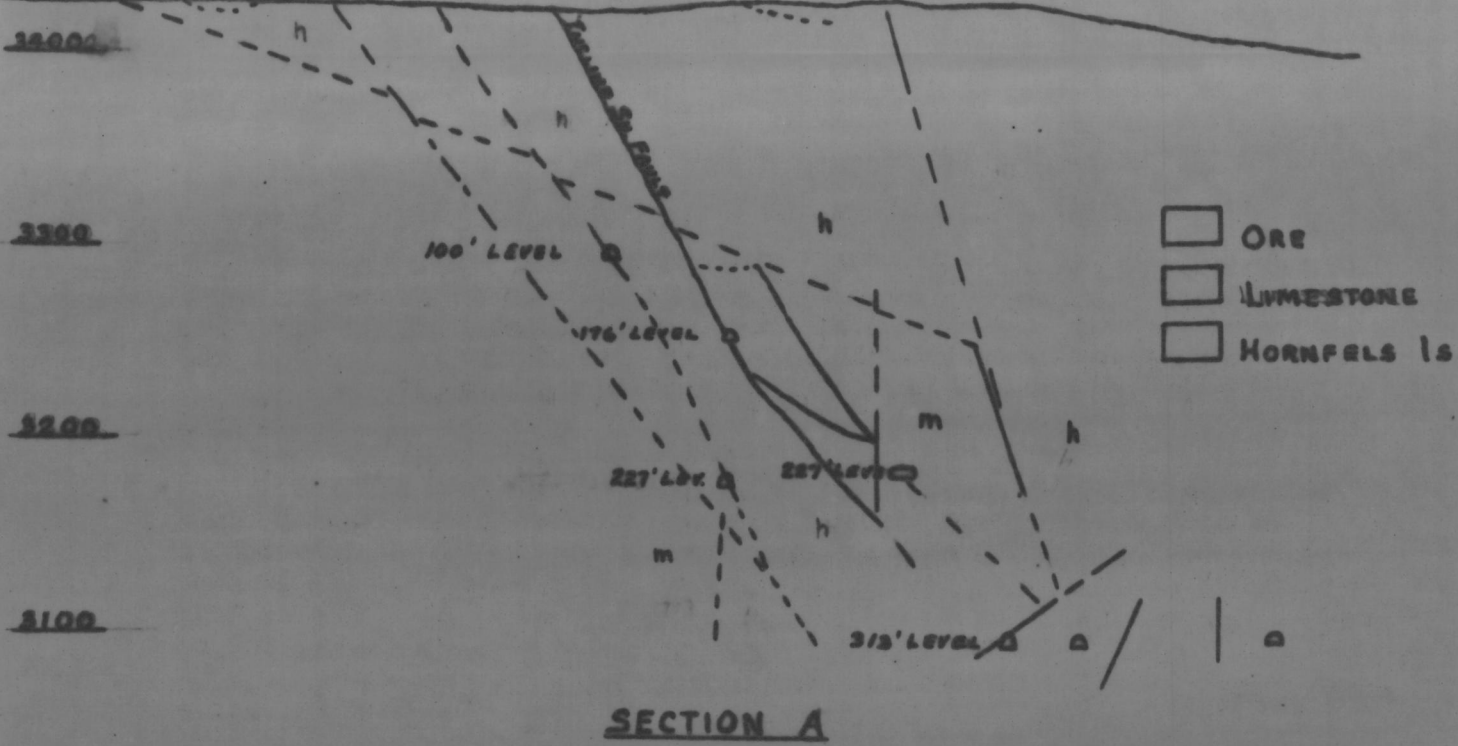 3400
h
h
FAULT
3300
100' LEVEL
h
ORE
LIMESTONE
HORNFELS ls
176' LEVEL
3200
m
h
227' LEV.
227' LEVEL
m
h
3100
313' LEVEL
SECTION A